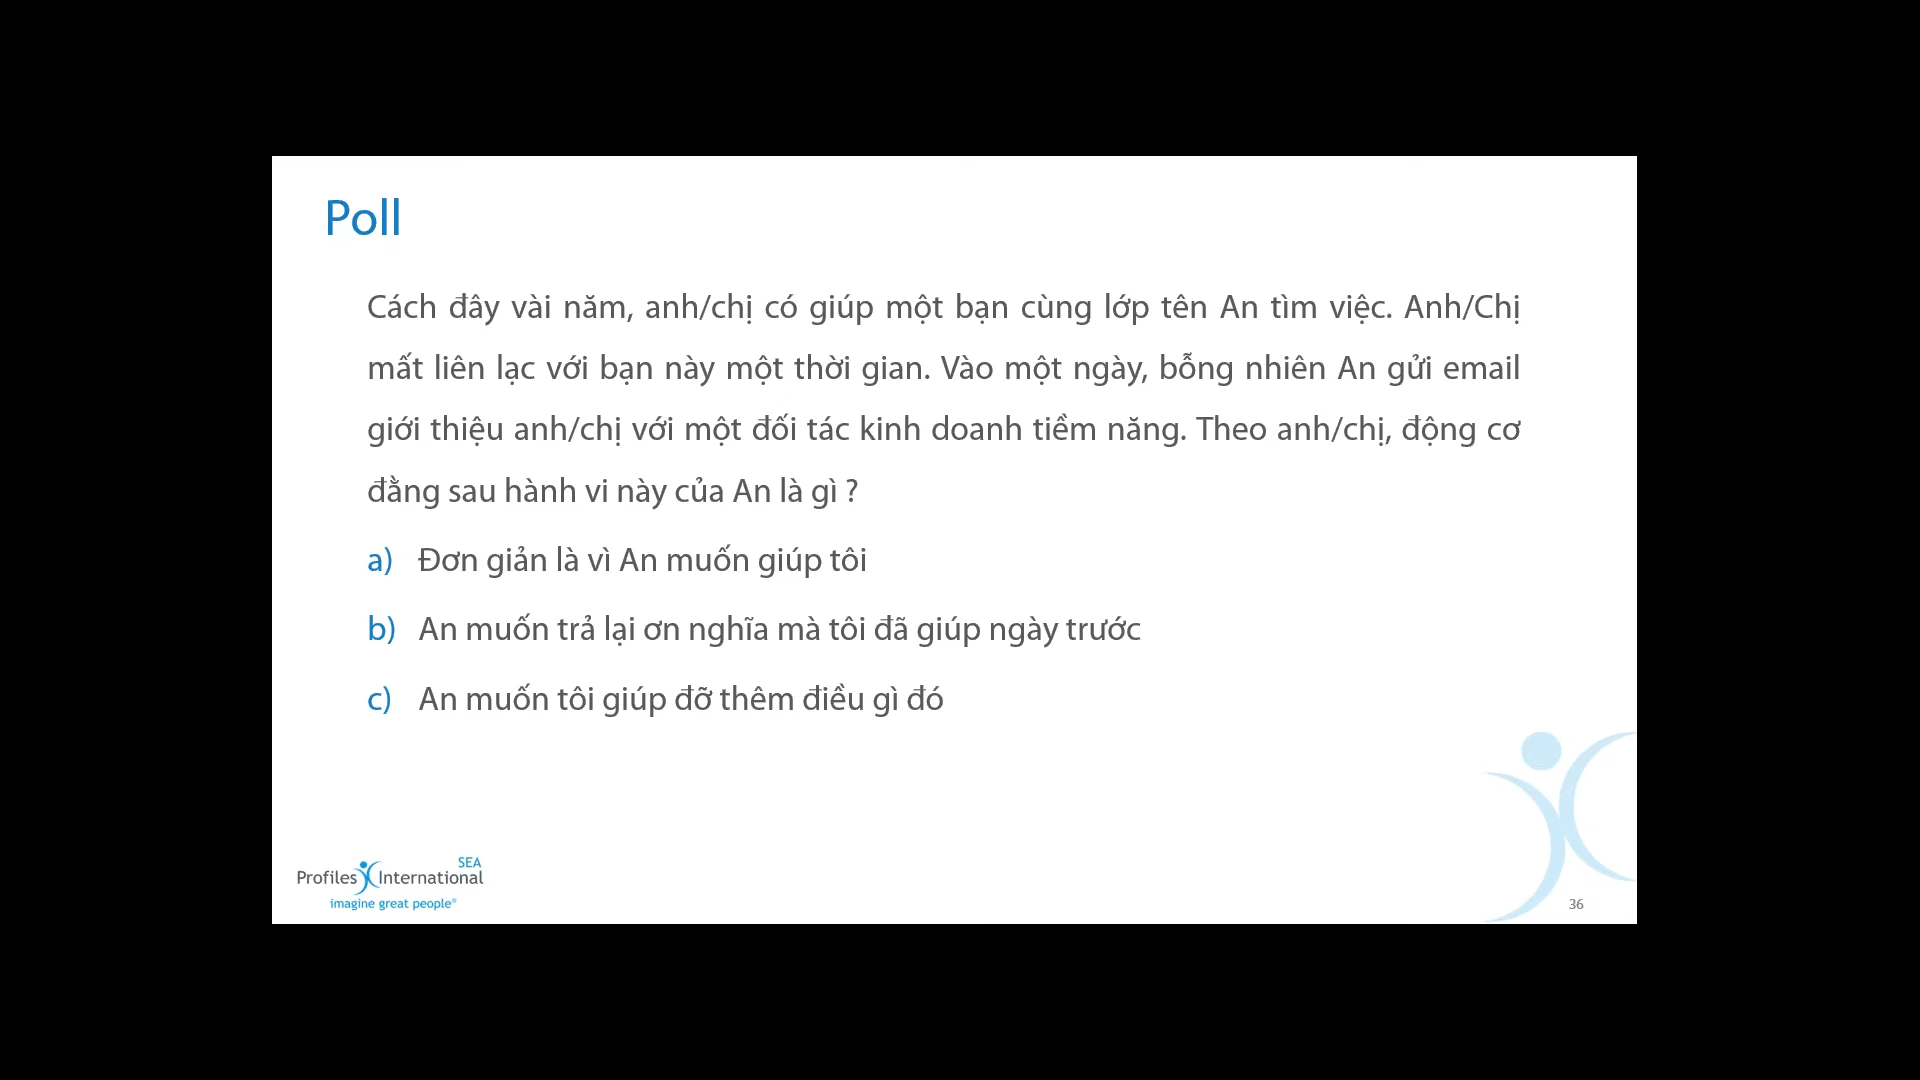 Poll
Cách đây vài năm, anh/chị có giúp một bạn cùng lớp tên An tìm việc. Anh/Chị
mất liên lạc với bạn này một thời gian. Vào một ngày, bỗng nhiên An gửi email
giới thiệu anh/chị với một đối tác kinh doanh tiềm năng. Theo anh/chị, động cơ
đằng sau hành vi này của An là gì ?
a) Đơn giản là vì An muốn giúp tôi
b) An muốn trả lại ơn nghĩa mà tôi đã giúp ngày trước
c) An muốn tôi giúp đỡ thêm điều gì đó
SEA
Profiles International
imagine great people®
36